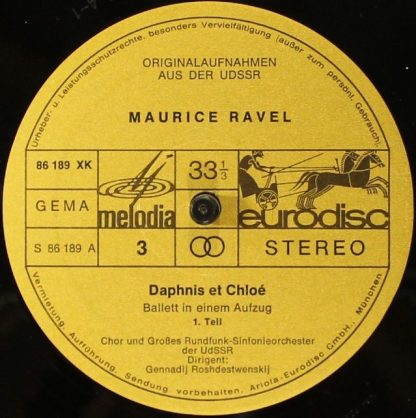 Urheber- u. Leistungsschutzrechte, besonders Vervielfältigung (außer zum persönl. Gebrauch)
ORIGINALAUFNAHMEN
AUS DER UDSSR
MAURICE RAVEL
86 189 XK
33 1/3
GEMA
melodia
eurodisc
S 86 189 A
3
STEREO
Daphnis et Chloé
Ballett in einem Aufzug
1. Teil
Chor und Großes Rundfunk-Sinfonieorchester
der UdSSR
Dirigent:
Gennadij Roshdestwenskij
Vermietung, Aufführung, Sendung vorbehalten. Ariola-Eurodisc GmbH., München